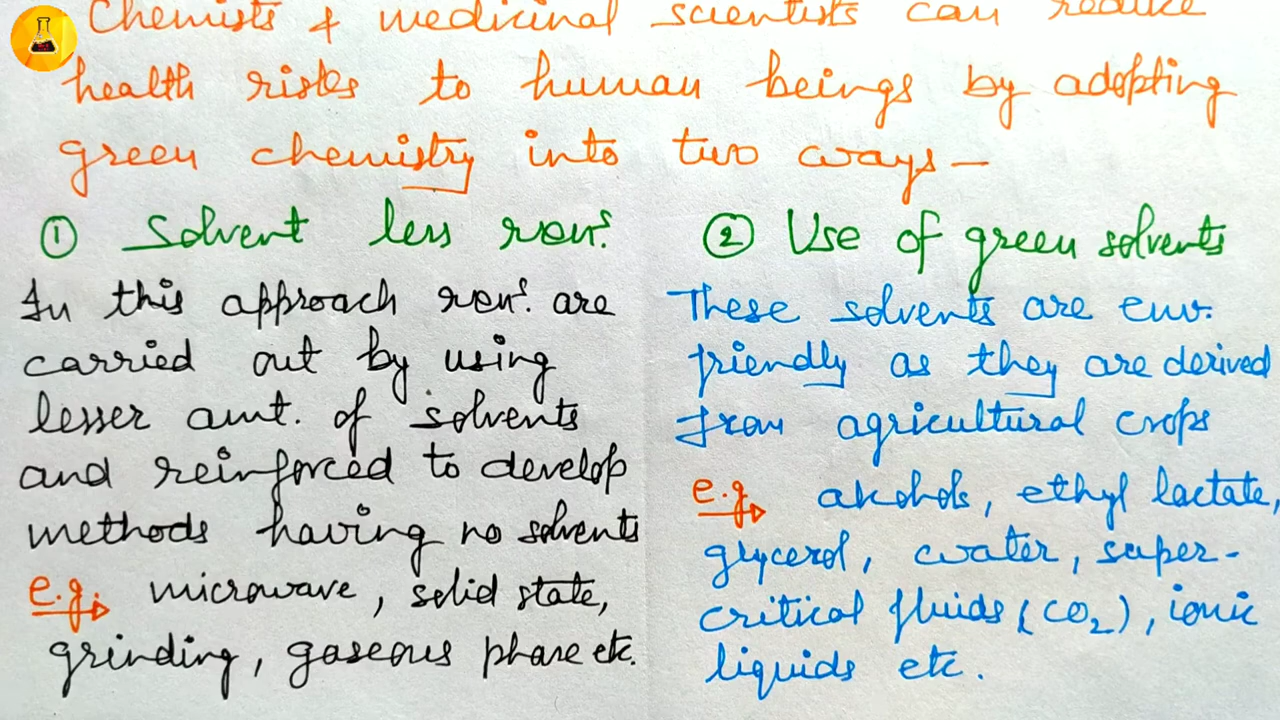 Chemists & medicinal scientists can reduce
health risks to human beings by adopting
green chemistry into two ways —
① Solvent less rxns.
In this approach rxns. are
carried out by using
lesser amt. of solvents
and reinforced to develop
methods having no solvents
e.g. microwave, solid state,
grinding, gaseous phase etc.
② Use of green solvents
These solvents are env.
friendly as they are derived
from agricultural crops
e.g. alcohols, ethyl lactate,
glycerol, water, super-
critical fluids (CO₂), ionic
liquids etc.